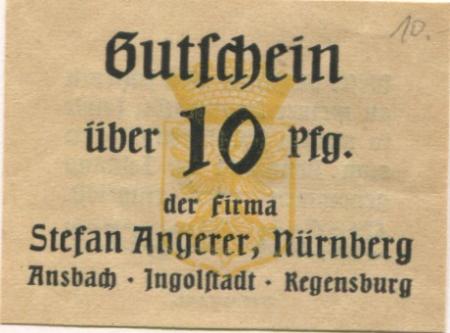 10.-
Gutschein
über 10 Pfg.
der Firma
Stefan Angerer, Nürnberg
Ansbach · Ingolstadt · Regensburg